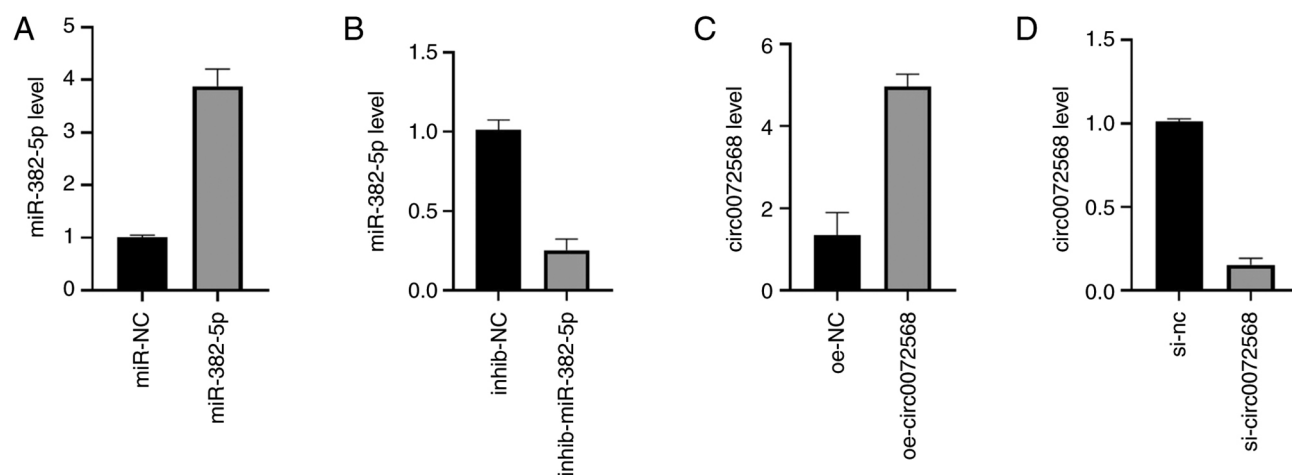 A
miR-382-5p level
5
4
3
2
1
0
miR-NC
miR-382-5p
B
miR-382-5p level
1.5
1.0
0.5
0.0
inhib-NC
inhib-miR-382-5p
C
circ0072568 level
6
4
2
0
oe-NC
oe-circ0072568
D
circ0072568 level
1.5
1.0
0.5
0.0
si-nc
si-circ0072568